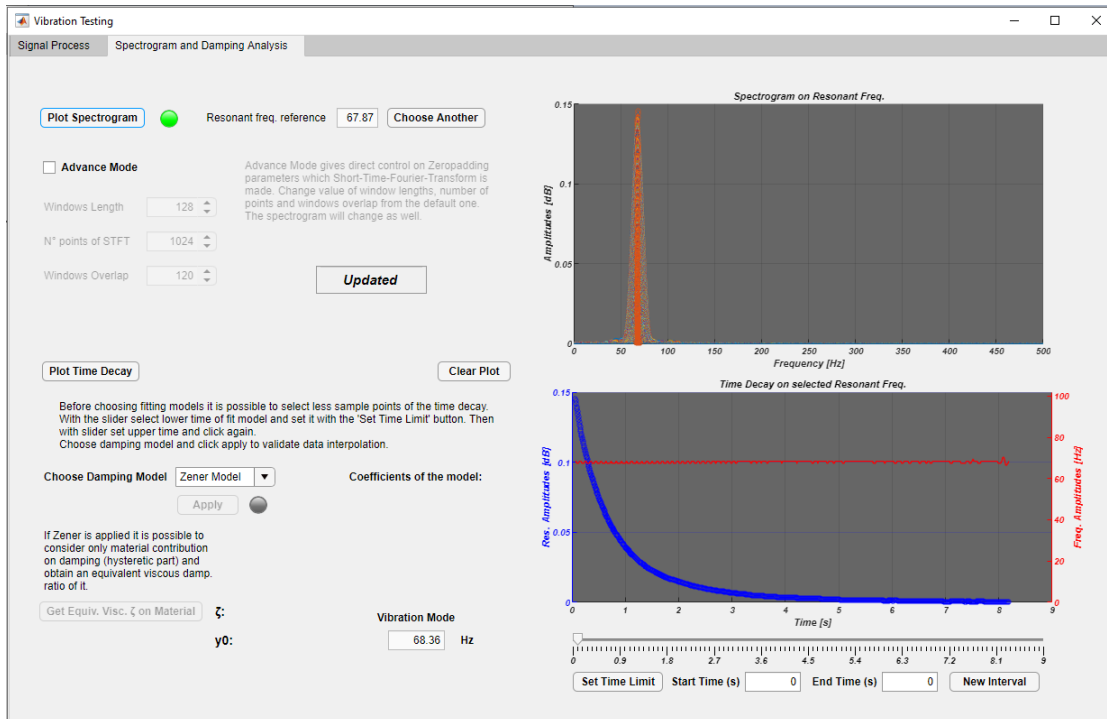 Vibration Testing
Signal Process
Spectrogram and Damping Analysis
Plot Spectrogram
Resonant freq. reference
67.87
Choose Another
Advance Mode
Advance Mode gives direct control on Zeropadding
parameters which Short-Time-Fourier-Transform is
made. Change value of window lengths, number of
points and windows overlap from the default one.
The spectrogram will change as well.
Windows Length
128
N° points of STFT
1024
Windows Overlap
120
Updated
Spectrogram on Resonant Freq.
Amplitudes [dB]
0.15
0.1
0.05
0
0 50 100 150 200 250 300 350 400 450 500
Frequency [Hz]
Plot Time Decay
Clear Plot
Before choosing fitting models it is possible to select less sample points of the time decay.
With the slider select lower time of fit model and set it with the 'Set Time Limit' button. Then
with slider set upper time and click again.
Choose damping model and click apply to validate data interpolation.
Choose Damping Model
Zener Model
Coefficients of the model:
Apply
If Zener is applied it is possible to
consider only material contribution
on damping (hysteretic part) and
obtain an equivalent viscous damp.
ratio of it.
Get Equiv. Visc. ζ on Material
ζ:
y0:
Vibration Mode
68.36 Hz
Time Decay on selected Resonant Freq.
Res. Amplitudes [dB]
0.15
0.1
0.05
0
Freq. Amplitudes [Hz]
100
80
60
40
20
0
0 1 2 3 4 5 6 7 8 9
Time [s]
0 0.9 1.8 2.7 3.6 4.5 5.4 6.3 7.2 8.1 9
Set Time Limit
Start Time (s)
0
End Time (s)
0
New Interval